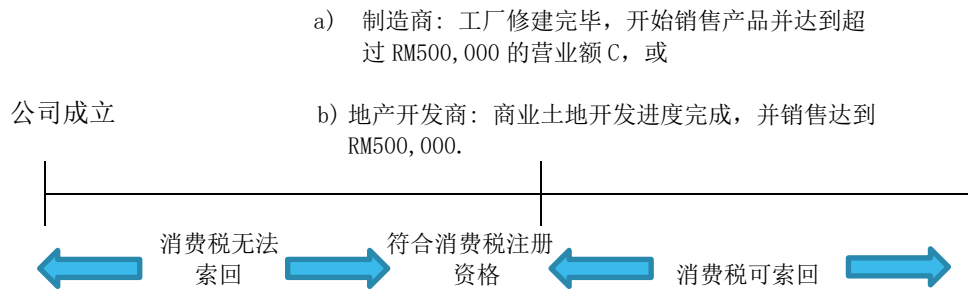 a) 制造商: 工厂修建完毕，开始销售产品并达到超
过 RM500,000 的营业额 C，或
公司成立
b) 地产开发商: 商业土地开发进度完成，并销售达到
RM500,000.
消费税无法
索回
符合消费税注册
资格
消费税可索回